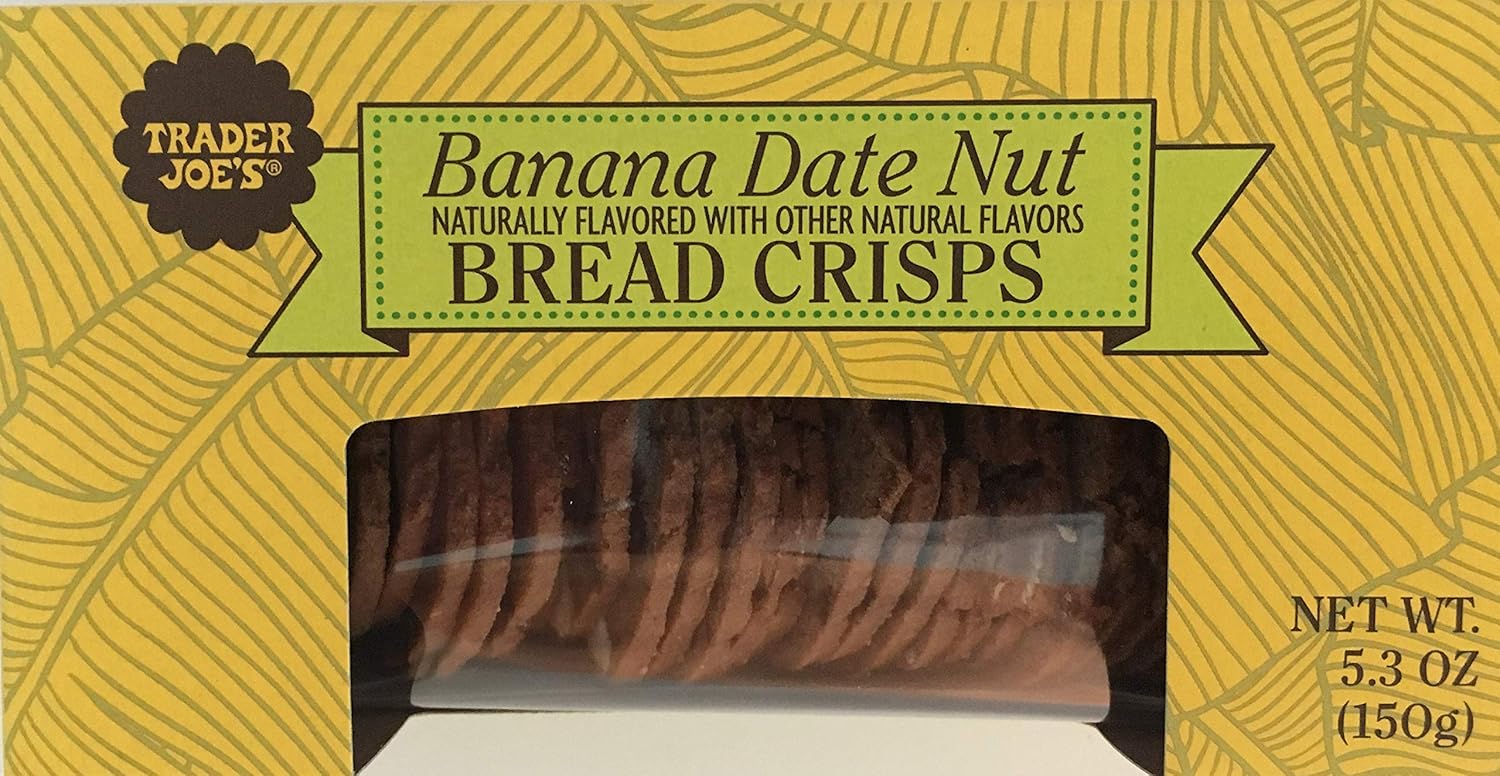 TRADER
JOE'S®
Banana Date Nut
NATURALLY FLAVORED WITH OTHER NATURAL FLAVORS
BREAD CRISPS
NET WT.
5.3 OZ
(150g)